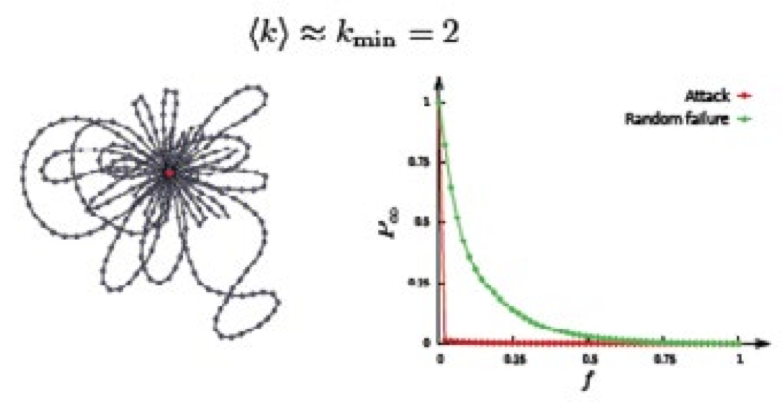 ⟨k⟩ ≈ k_min = 2
Attack
Random failure
1
0.75
0.5
0.25
0
P∞
0 0.25 0.5 0.75 1
f